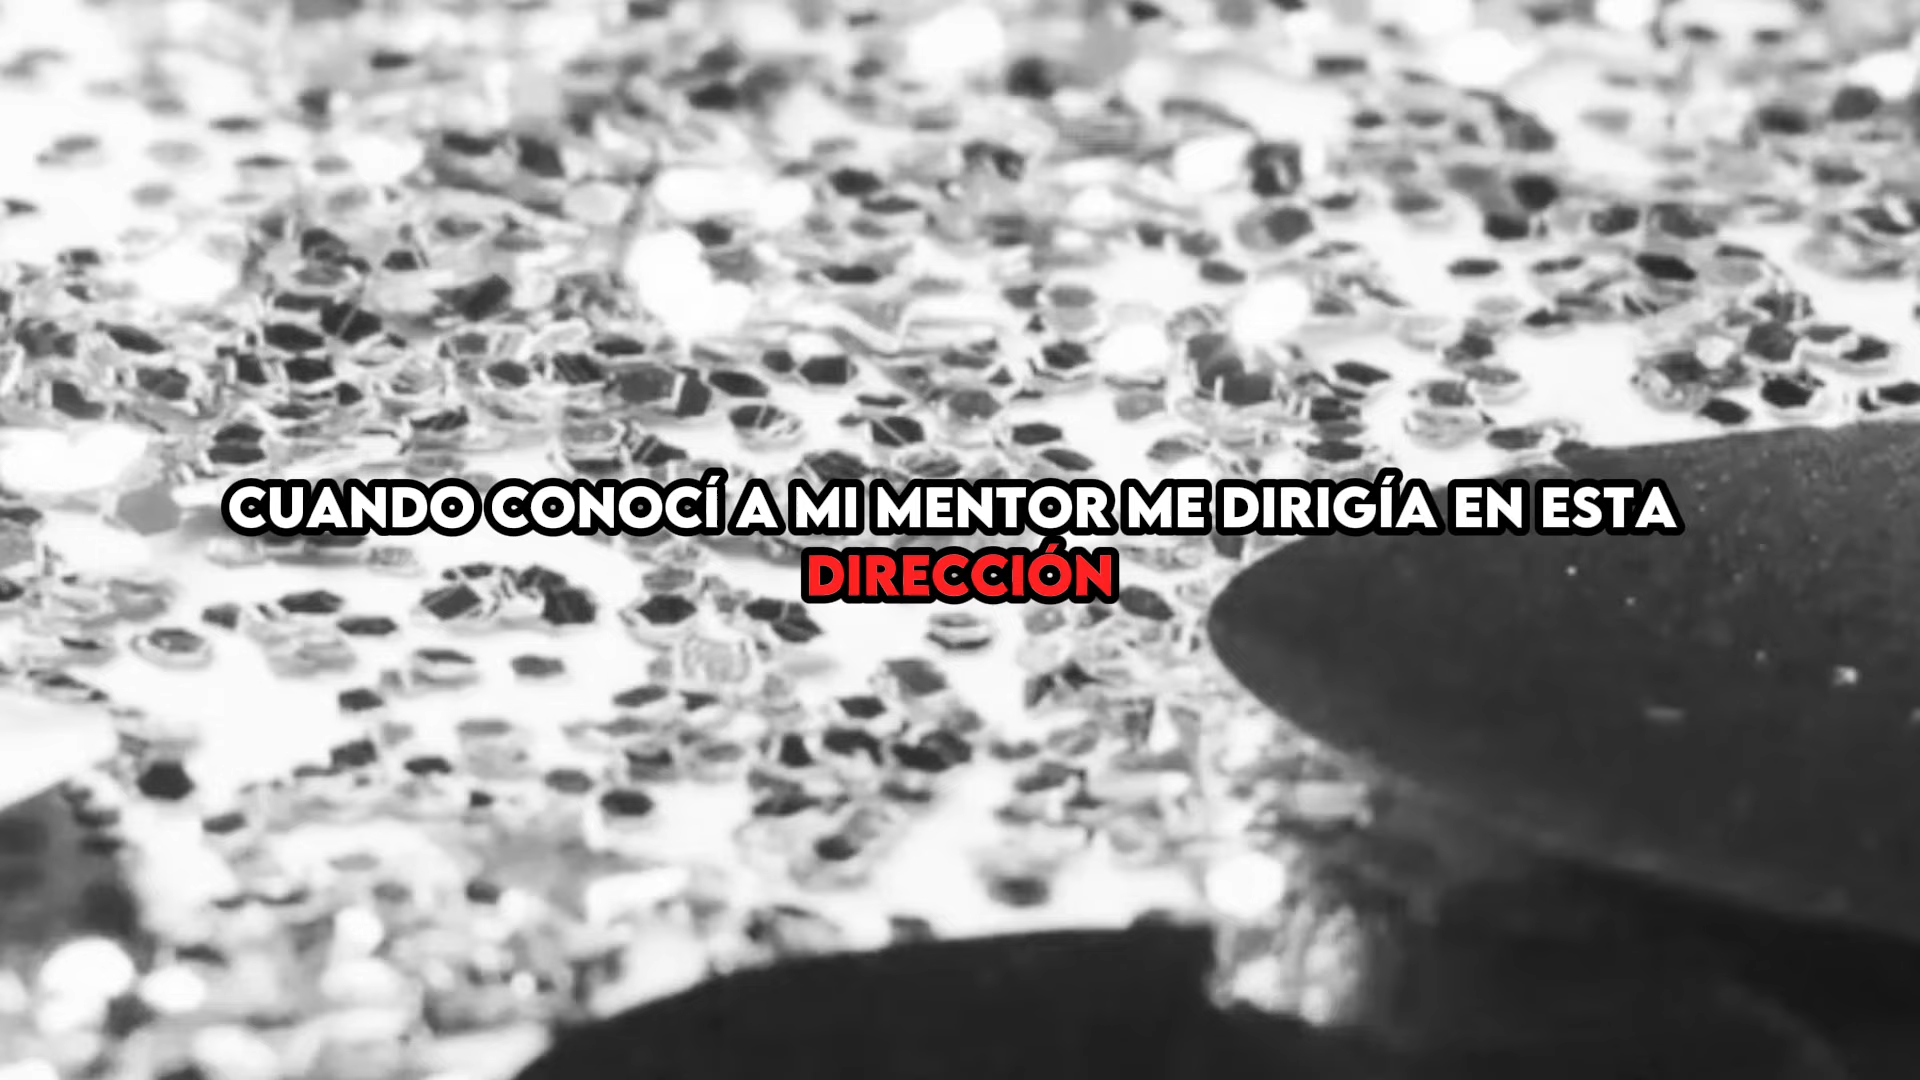 CUANDO CONOCÍ A MI MENTOR ME DIRIGÍA EN ESTA
DIRECCIÓN